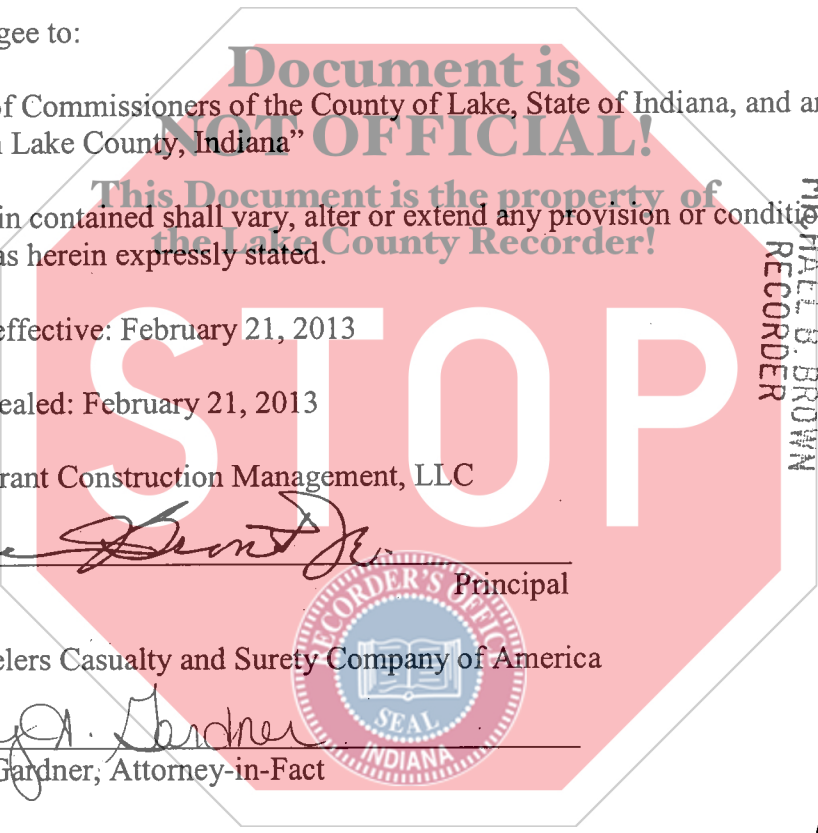 gee to:
Document is
of Commissioners of the County of Lake, State of Indiana, and an
NOT OFFICIAL!
n Lake County, Indiana”
This Document is the property of
in contained shall vary, alter or extend any provision or conditio
the Lake County Recorder!
as herein expressly stated.
MICHAEL B. BROWN
RECORDER
effective: February 21, 2013
STOP
ealed: February 21, 2013
rant Construction Management, LLC
Principal
RECORDER'S OFFICE
elers Casualty and Surety Company of America
SEAL
INDIANA
y A. Gardner
Gardner, Attorney-in-Fact